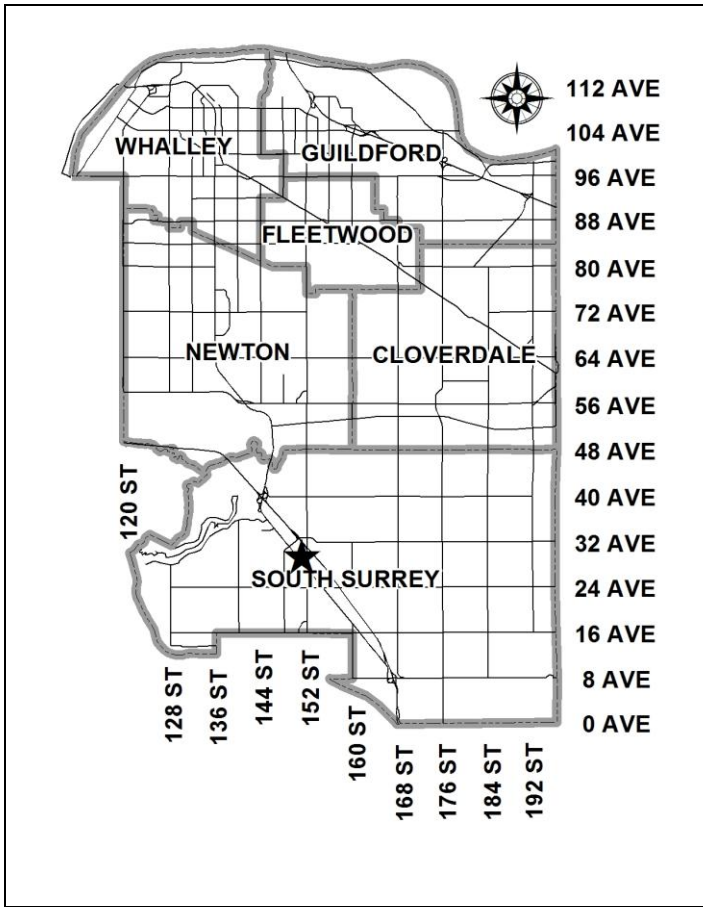 112 AVE
104 AVE
WHALLEY
GUILDFORD
96 AVE
88 AVE
FLEETWOOD
80 AVE
72 AVE
NEWTON
CLOVERDALE
64 AVE
56 AVE
48 AVE
120 ST
40 AVE
32 AVE
SOUTH SURREY
24 AVE
16 AVE
8 AVE
128 ST
136 ST
144 ST
152 ST
160 ST
0 AVE
168 ST
176 ST
184 ST
192 ST